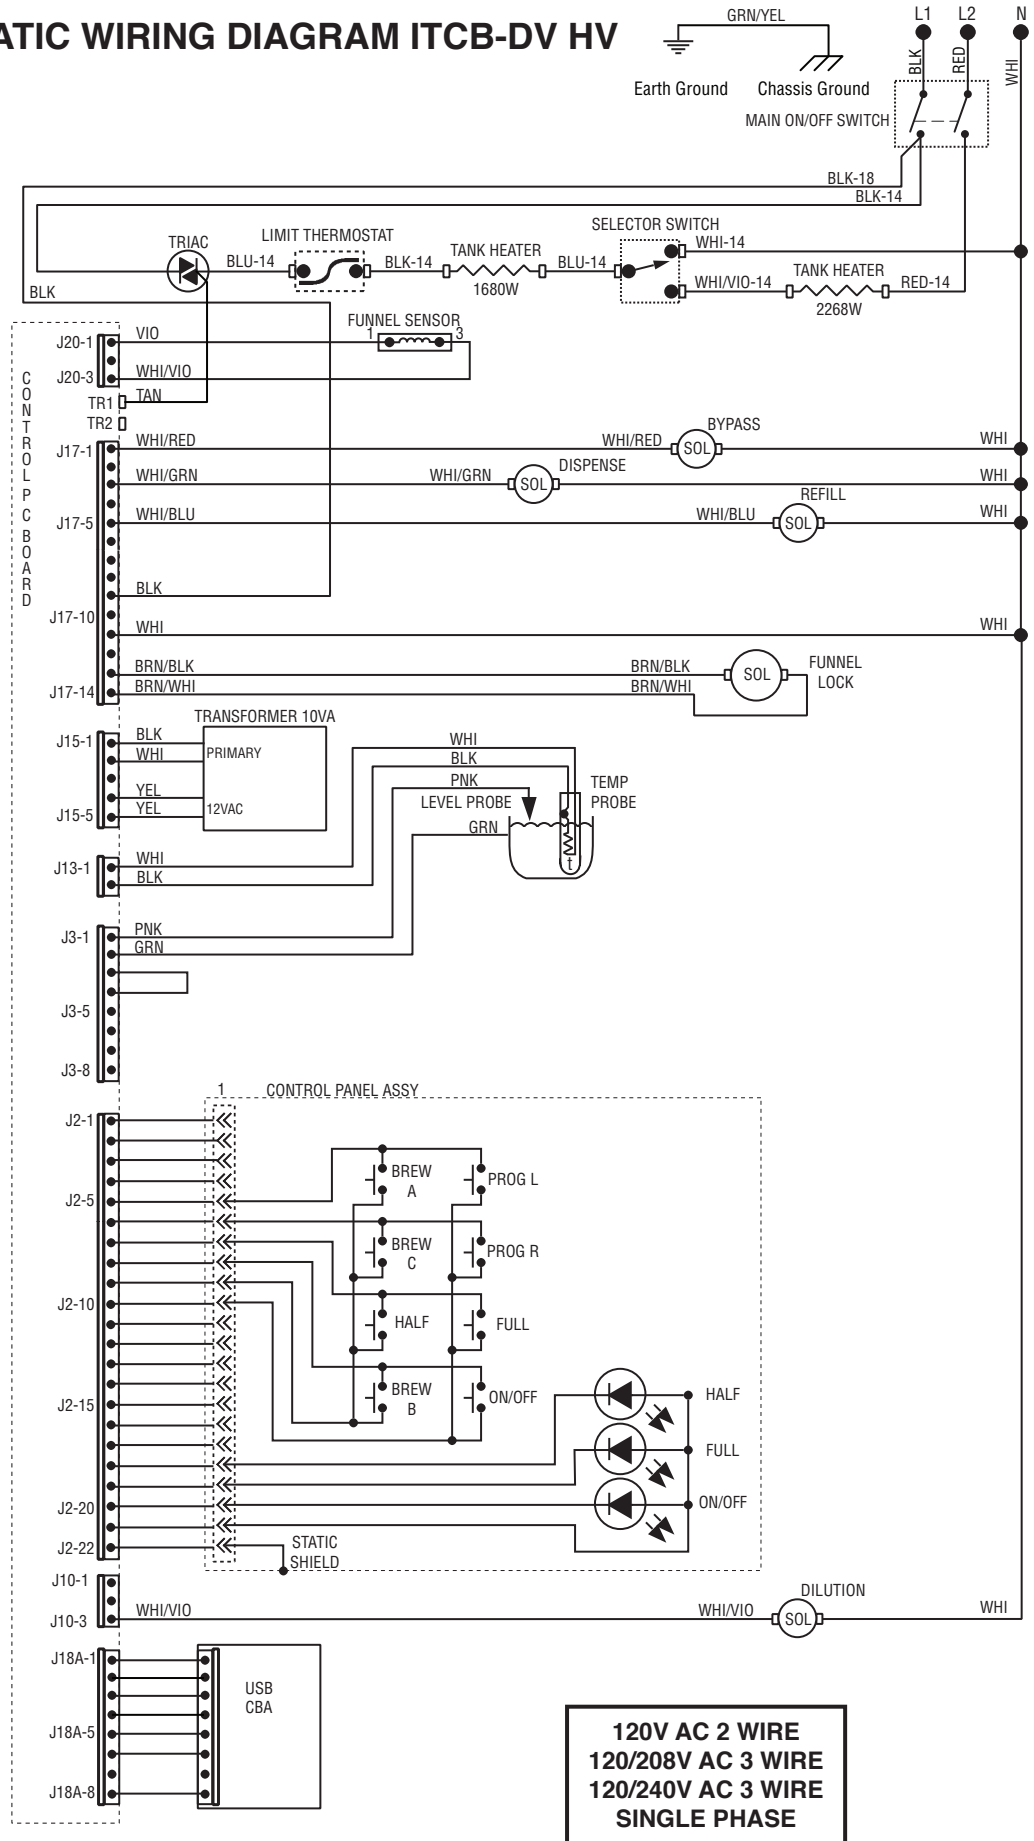 ATIC WIRING DIAGRAM ITCB-DV HV
GRN/YEL
L1 L2 N
BLK RED WHI
Earth Ground Chassis Ground
MAIN ON/OFF SWITCH
BLK-18
BLK-14
SELECTOR SWITCH
LIMIT THERMOSTAT
TRIAC
TANK HEATER
WHI-14
BLU-14
BLK-14
BLU-14
1680W
TANK HEATER
WHI/VIO-14
RED-14
2268W
BLK
FUNNEL SENSOR
J20-1 VIO 1 3
J20-3 WHI/VIO
TR1 TAN
TR2
CONTROL PC BOARD
BYPASS
J17-1 WHI/RED WHI/RED SOL WHI
DISPENSE
WHI/GRN WHI/GRN SOL WHI
REFILL
J17-5 WHI/BLU WHI/BLU SOL WHI
BLK
J17-10
WHI WHI
BRN/BLK BRN/BLK SOL FUNNEL
LOCK
J17-14 BRN/WHI BRN/WHI
TRANSFORMER 10VA
J15-1 BLK
WHI PRIMARY
YEL
J15-5 YEL 12VAC
WHI
BLK
PNK
LEVEL PROBE
TEMP
PROBE
GRN
t
J13-1 WHI
BLK
J3-1 PNK
GRN
J3-5
J3-8
1 CONTROL PANEL ASSY
J2-1
J2-5
BREW
A
PROG L
BREW
C
PROG R
J2-10
HALF FULL
BREW
B
ON/OFF
J2-15
HALF
FULL
ON/OFF
J2-20
J2-22
STATIC
SHIELD
J10-1
DILUTION
J10-3 WHI/VIO WHI/VIO SOL WHI
J18A-1
USB
CBA
J18A-5
J18A-8
120V AC 2 WIRE
120/208V AC 3 WIRE
120/240V AC 3 WIRE
SINGLE PHASE